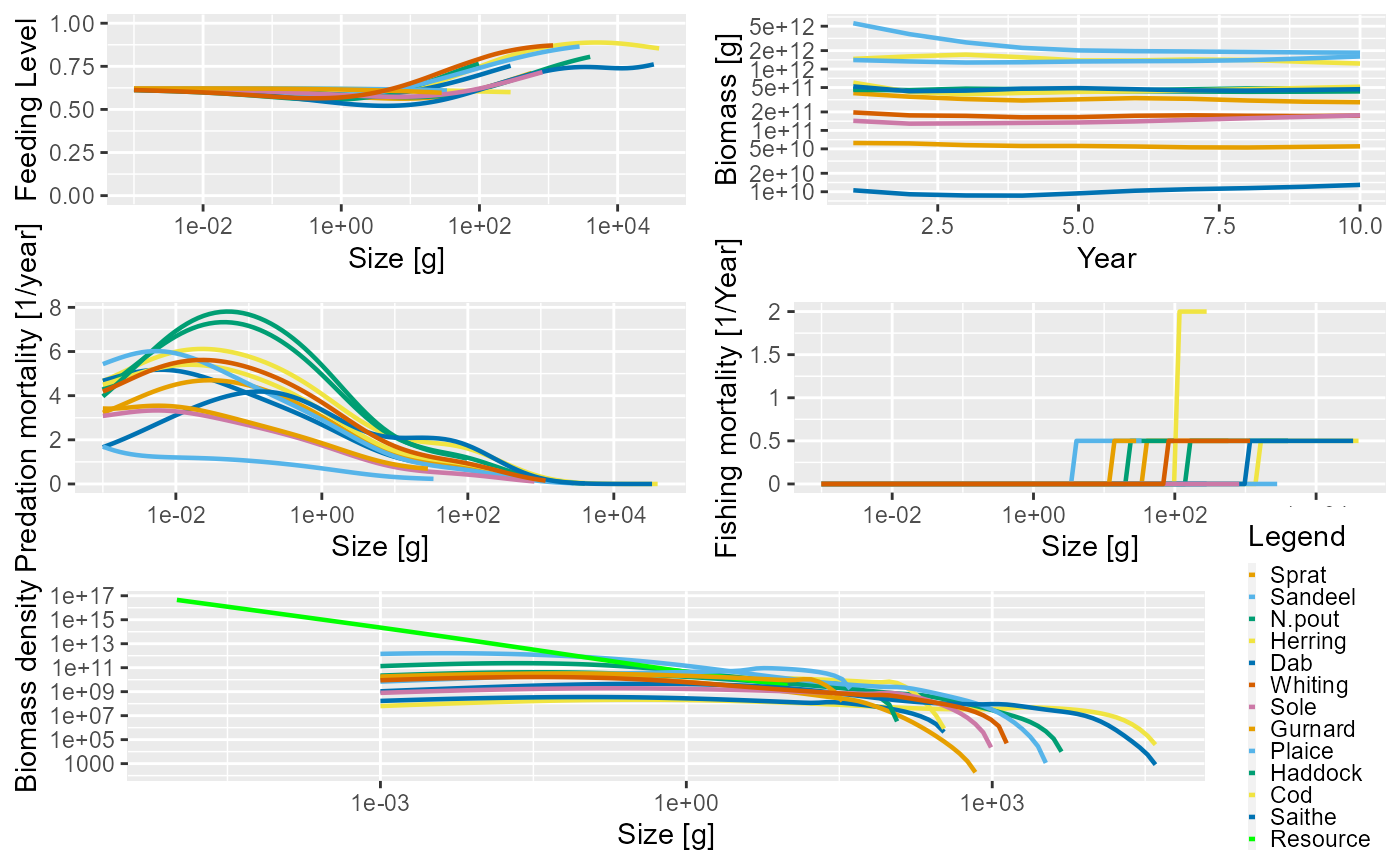 Feeding Level
1.00
0.75
0.50
0.25
0.00
1e-02
1e+00
1e+02
1e+04
Size [g]
Biomass [g]
5e+12
2e+12
1e+12
5e+11
2e+11
1e+11
5e+10
2e+10
1e+10
2.5
5.0
7.5
10.0
Year
Predation mortality [1/year]
8
6
4
2
0
1e-02
1e+00
1e+02
1e+04
Size [g]
Fishing mortality [1/Year]
2
1.5
1
0.5
0
1e-02
1e+00
1e+02
Size [g]
Biomass density
1e+17
1e+15
1e+13
1e+11
1e+09
1e+07
1e+05
1000
1e-03
1e+00
1e+03
Size [g]
Legend
Sprat
Sandeel
N.pout
Herring
Dab
Whiting
Sole
Gurnard
Plaice
Haddock
Cod
Saithe
Resource